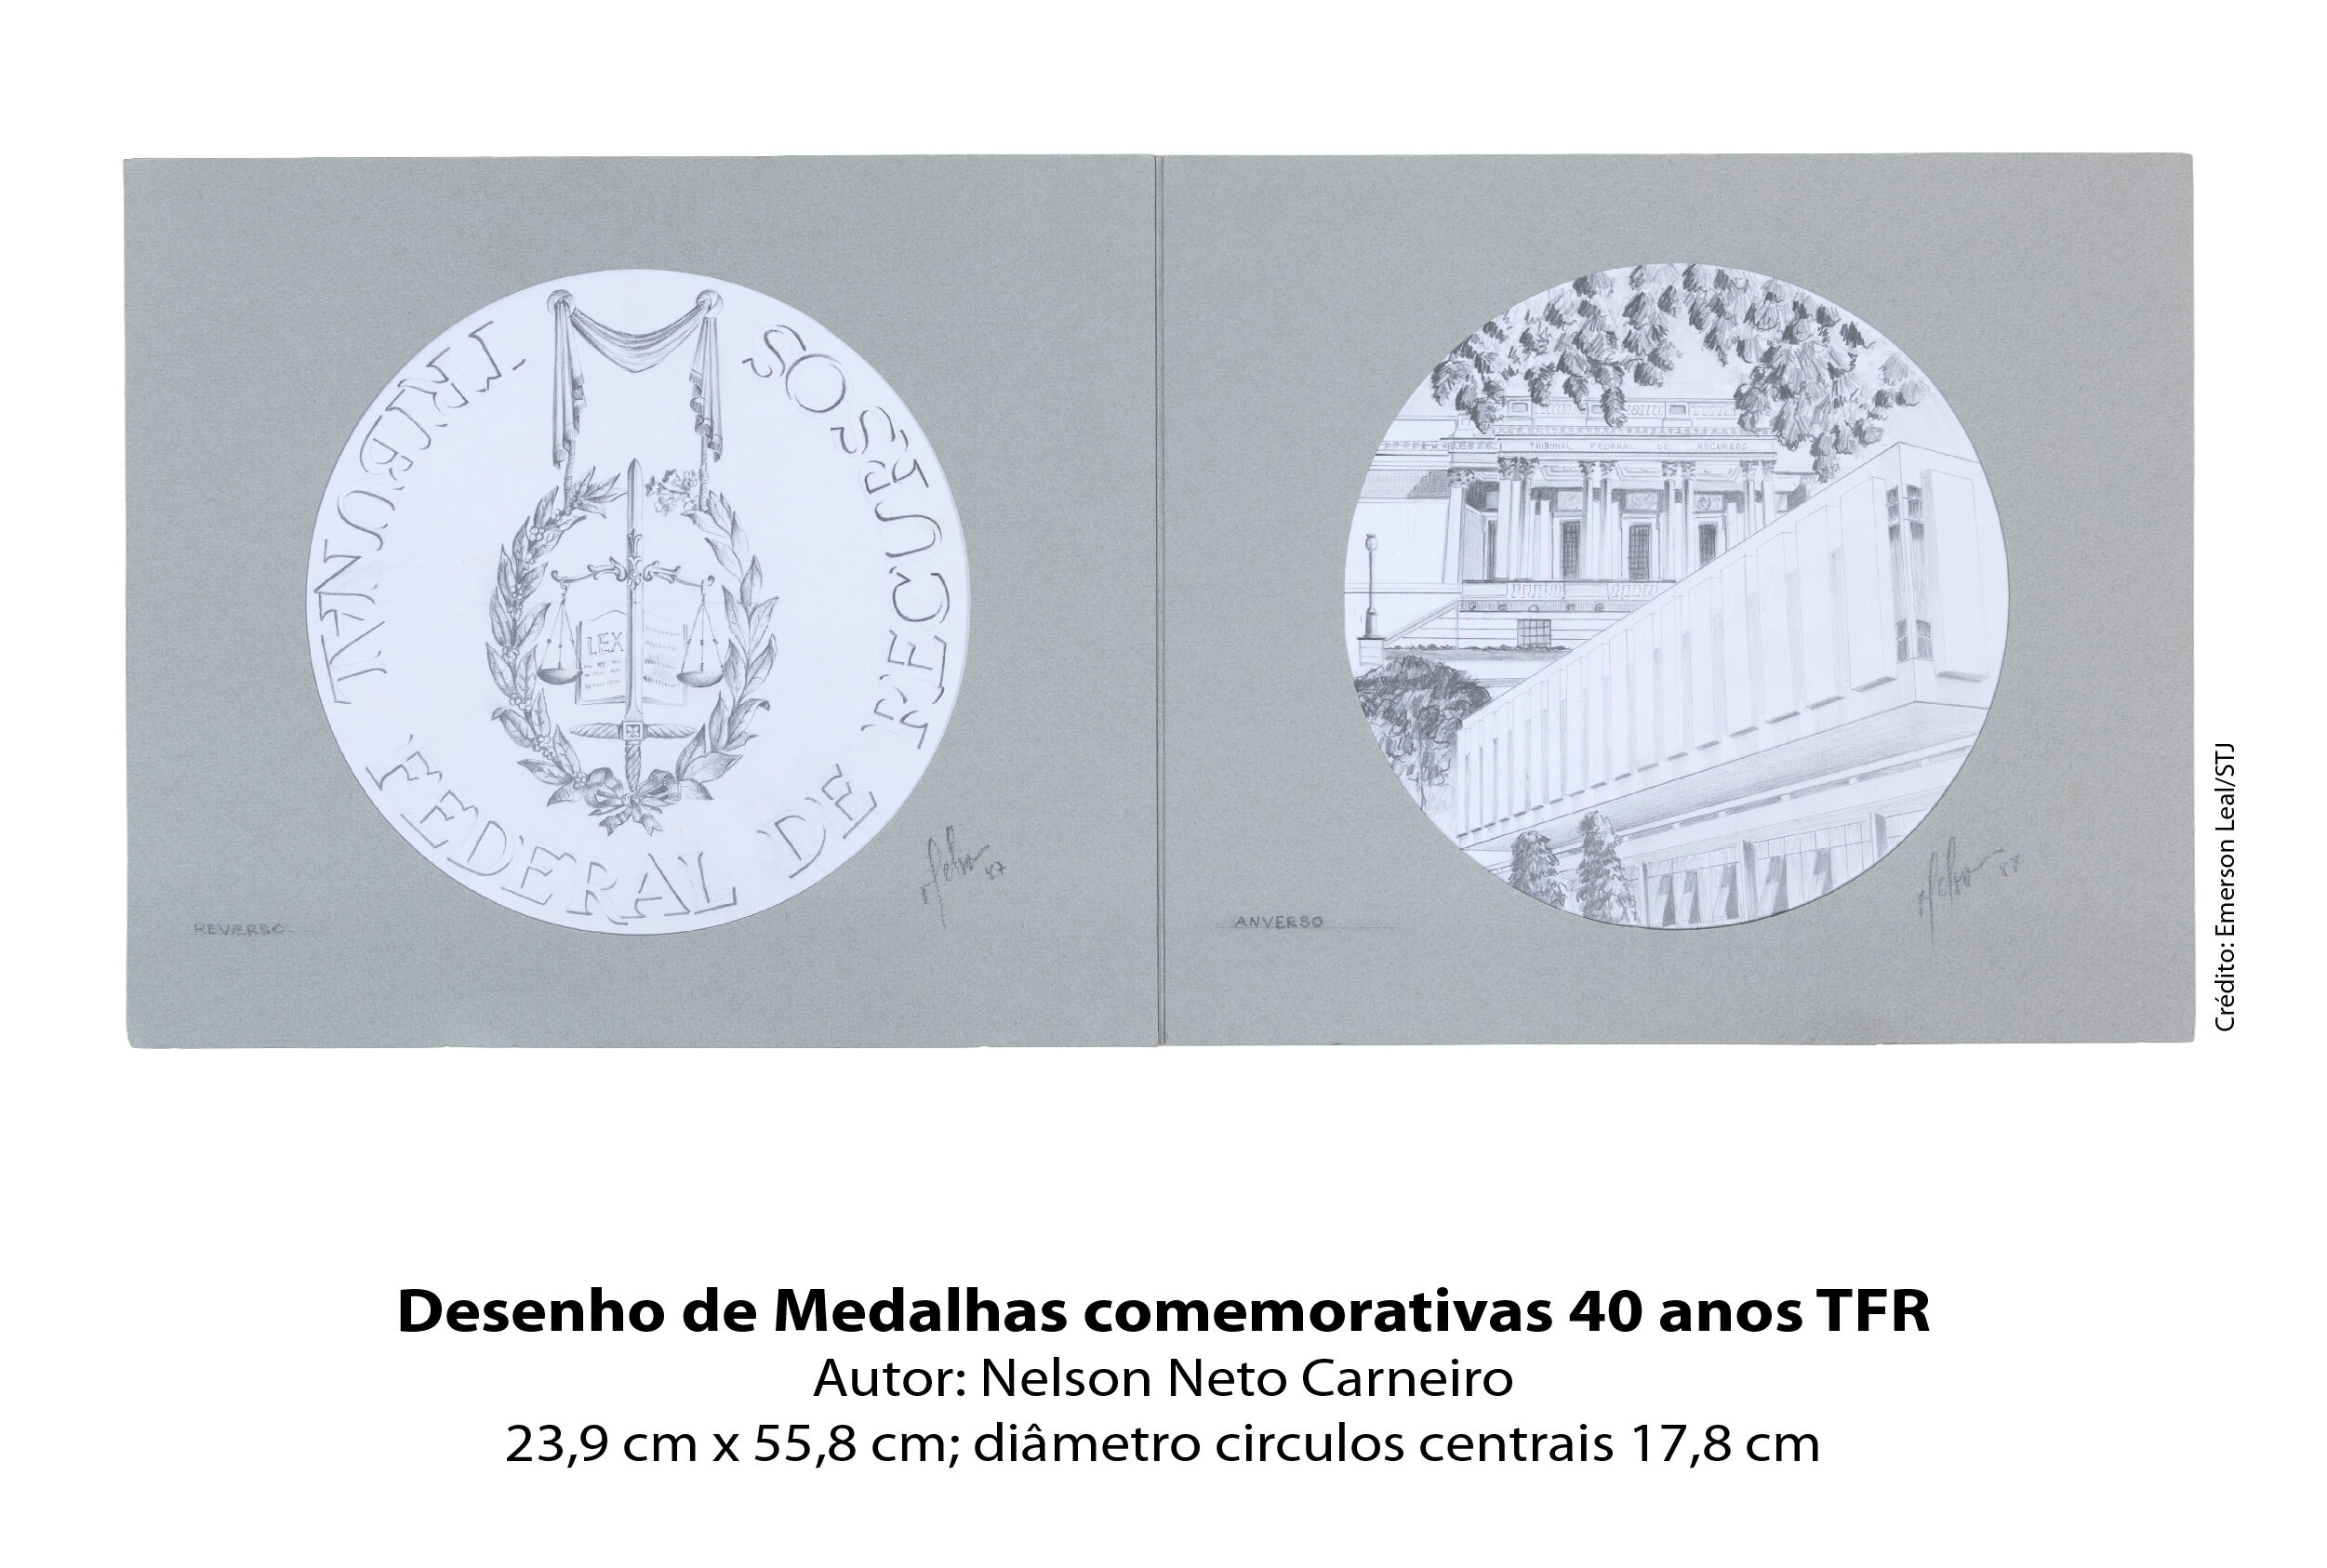 TRIBUNAL FEDERAL DE RECURSOS
LEX
REVERSO
Nelson 87
TRIBUNAL FEDERAL DE RECURSOS
ANVERSO
Nelson 87
Crédito: Emerson Leal/STJ
Desenho de Medalhas comemorativas 40 anos TFR
Autor: Nelson Neto Carneiro
23,9 cm x 55,8 cm; diâmetro circulos centrais 17,8 cm